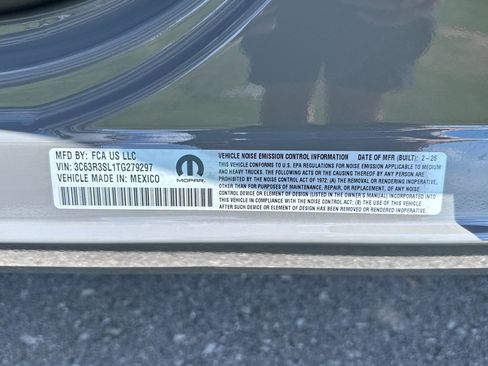 MFD BY: FCA US LLC
VIN: 3C63R3SL1TG279297
VEHICLE MADE IN: MEXICO
MOPAR
VEHICLE NOISE EMISSION CONTROL INFORMATION DATE OF MFR (BUILT): 2-26
THIS VEHICLE CONFORMS TO U.S. EPA REGULATIONS FOR NOISE EMISSION APPLICABLE TO MEDIUM
AND HEAVY TRUCKS. THE FOLLOWING ACTS OR THE CAUSING THEREOF BY ANY PERSON ARE
PROHIBITED BY THE NOISE CONTROL ACT OF 1972: (A) THE REMOVAL OR RENDERING INOPERATIVE,
OTHER THAN FOR PURPOSES OF MAINTENANCE, REPAIR, OR REPLACEMENT, OF ANY NOISE
CONTROL DEVICE OR ELEMENT OF DESIGN (LISTED IN THE OWNER'S MANUAL) INCORPORATED INTO
THIS VEHICLE IN COMPLIANCE WITH THE NOISE CONTROL ACT; (B) THE USE OF THIS VEHICLE
AFTER SUCH DEVICE OR ELEMENT OF DESIGN HAS BEEN REMOVED OR RENDERED INOPERATIVE.